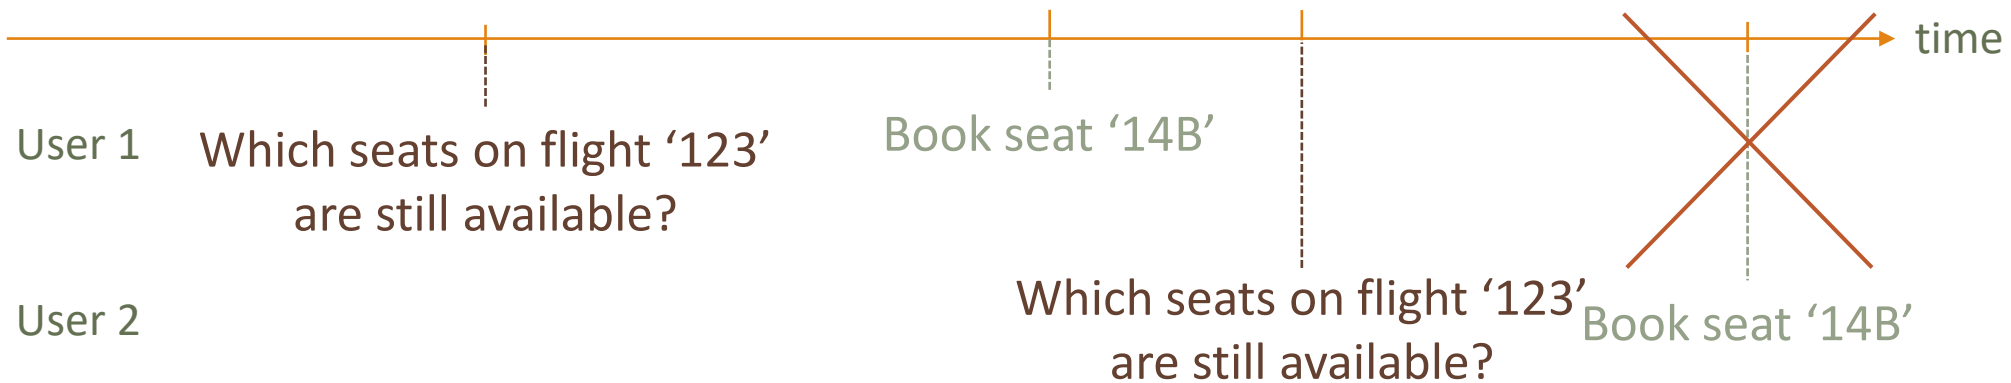 time
User 1
Which seats on flight ‘123’
are still available?
Book seat ‘14B’
User 2
Which seats on flight ‘123’
are still available?
Book seat ‘14B’